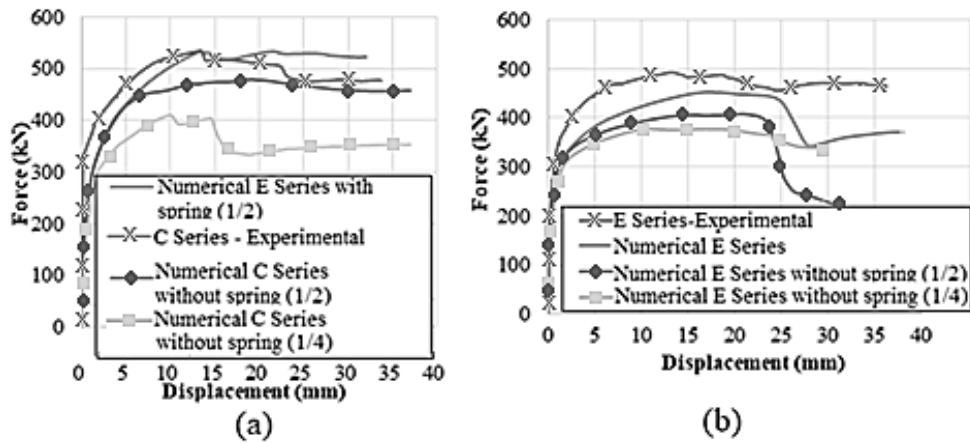 600
500
400
300
200
100
0
Force (kN)
Numerical E Series with
spring (1/2)
C Series - Experimental
Numerical C Series
without spring (1/2)
Numerical C Series
without spring (1/4)
0 5 10 15 20 25 30 35 40
Displacement (mm)
(a)
600
500
400
300
200
100
0
Force (kN)
E Series-Experimental
Numerical E Series
Numerical E Series without spring (1/2)
Numerical E Series without spring (1/4)
0 5 10 15 20 25 30 35 40
Displacement (mm)
(b)